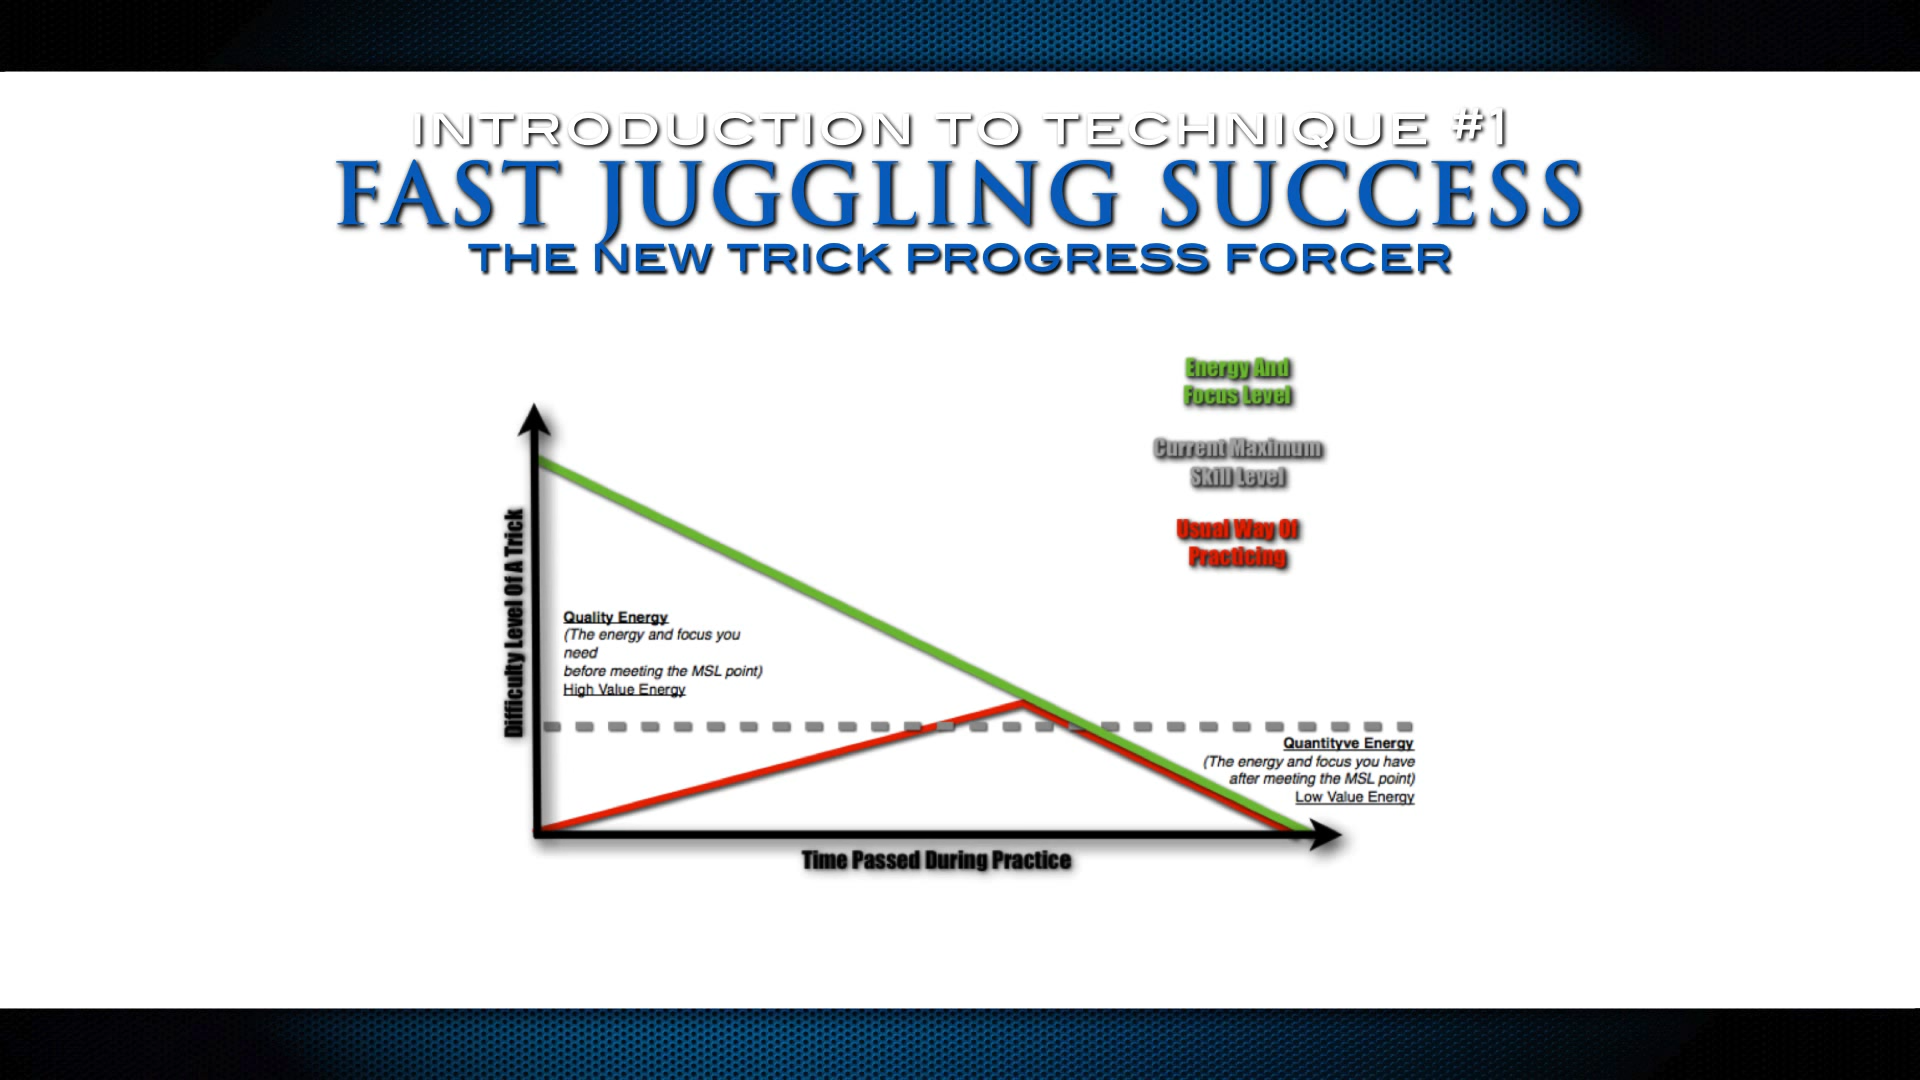 INTRODUCTION TO TECHNIQUE #1
FAST JUGGLING SUCCESS
THE NEW TRICK PROGRESS FORCER
Energy And
Focus Level
Current Maximum
Skill Level
Usual Way Of
Practicing
Difficulty Level Of A Trick
Quality Energy
(The energy and focus you
need
before meeting the MSL point)
High Value Energy
Quantityve Energy
(The energy and focus you have
after meeting the MSL point)
Low Value Energy
Time Passed During Practice